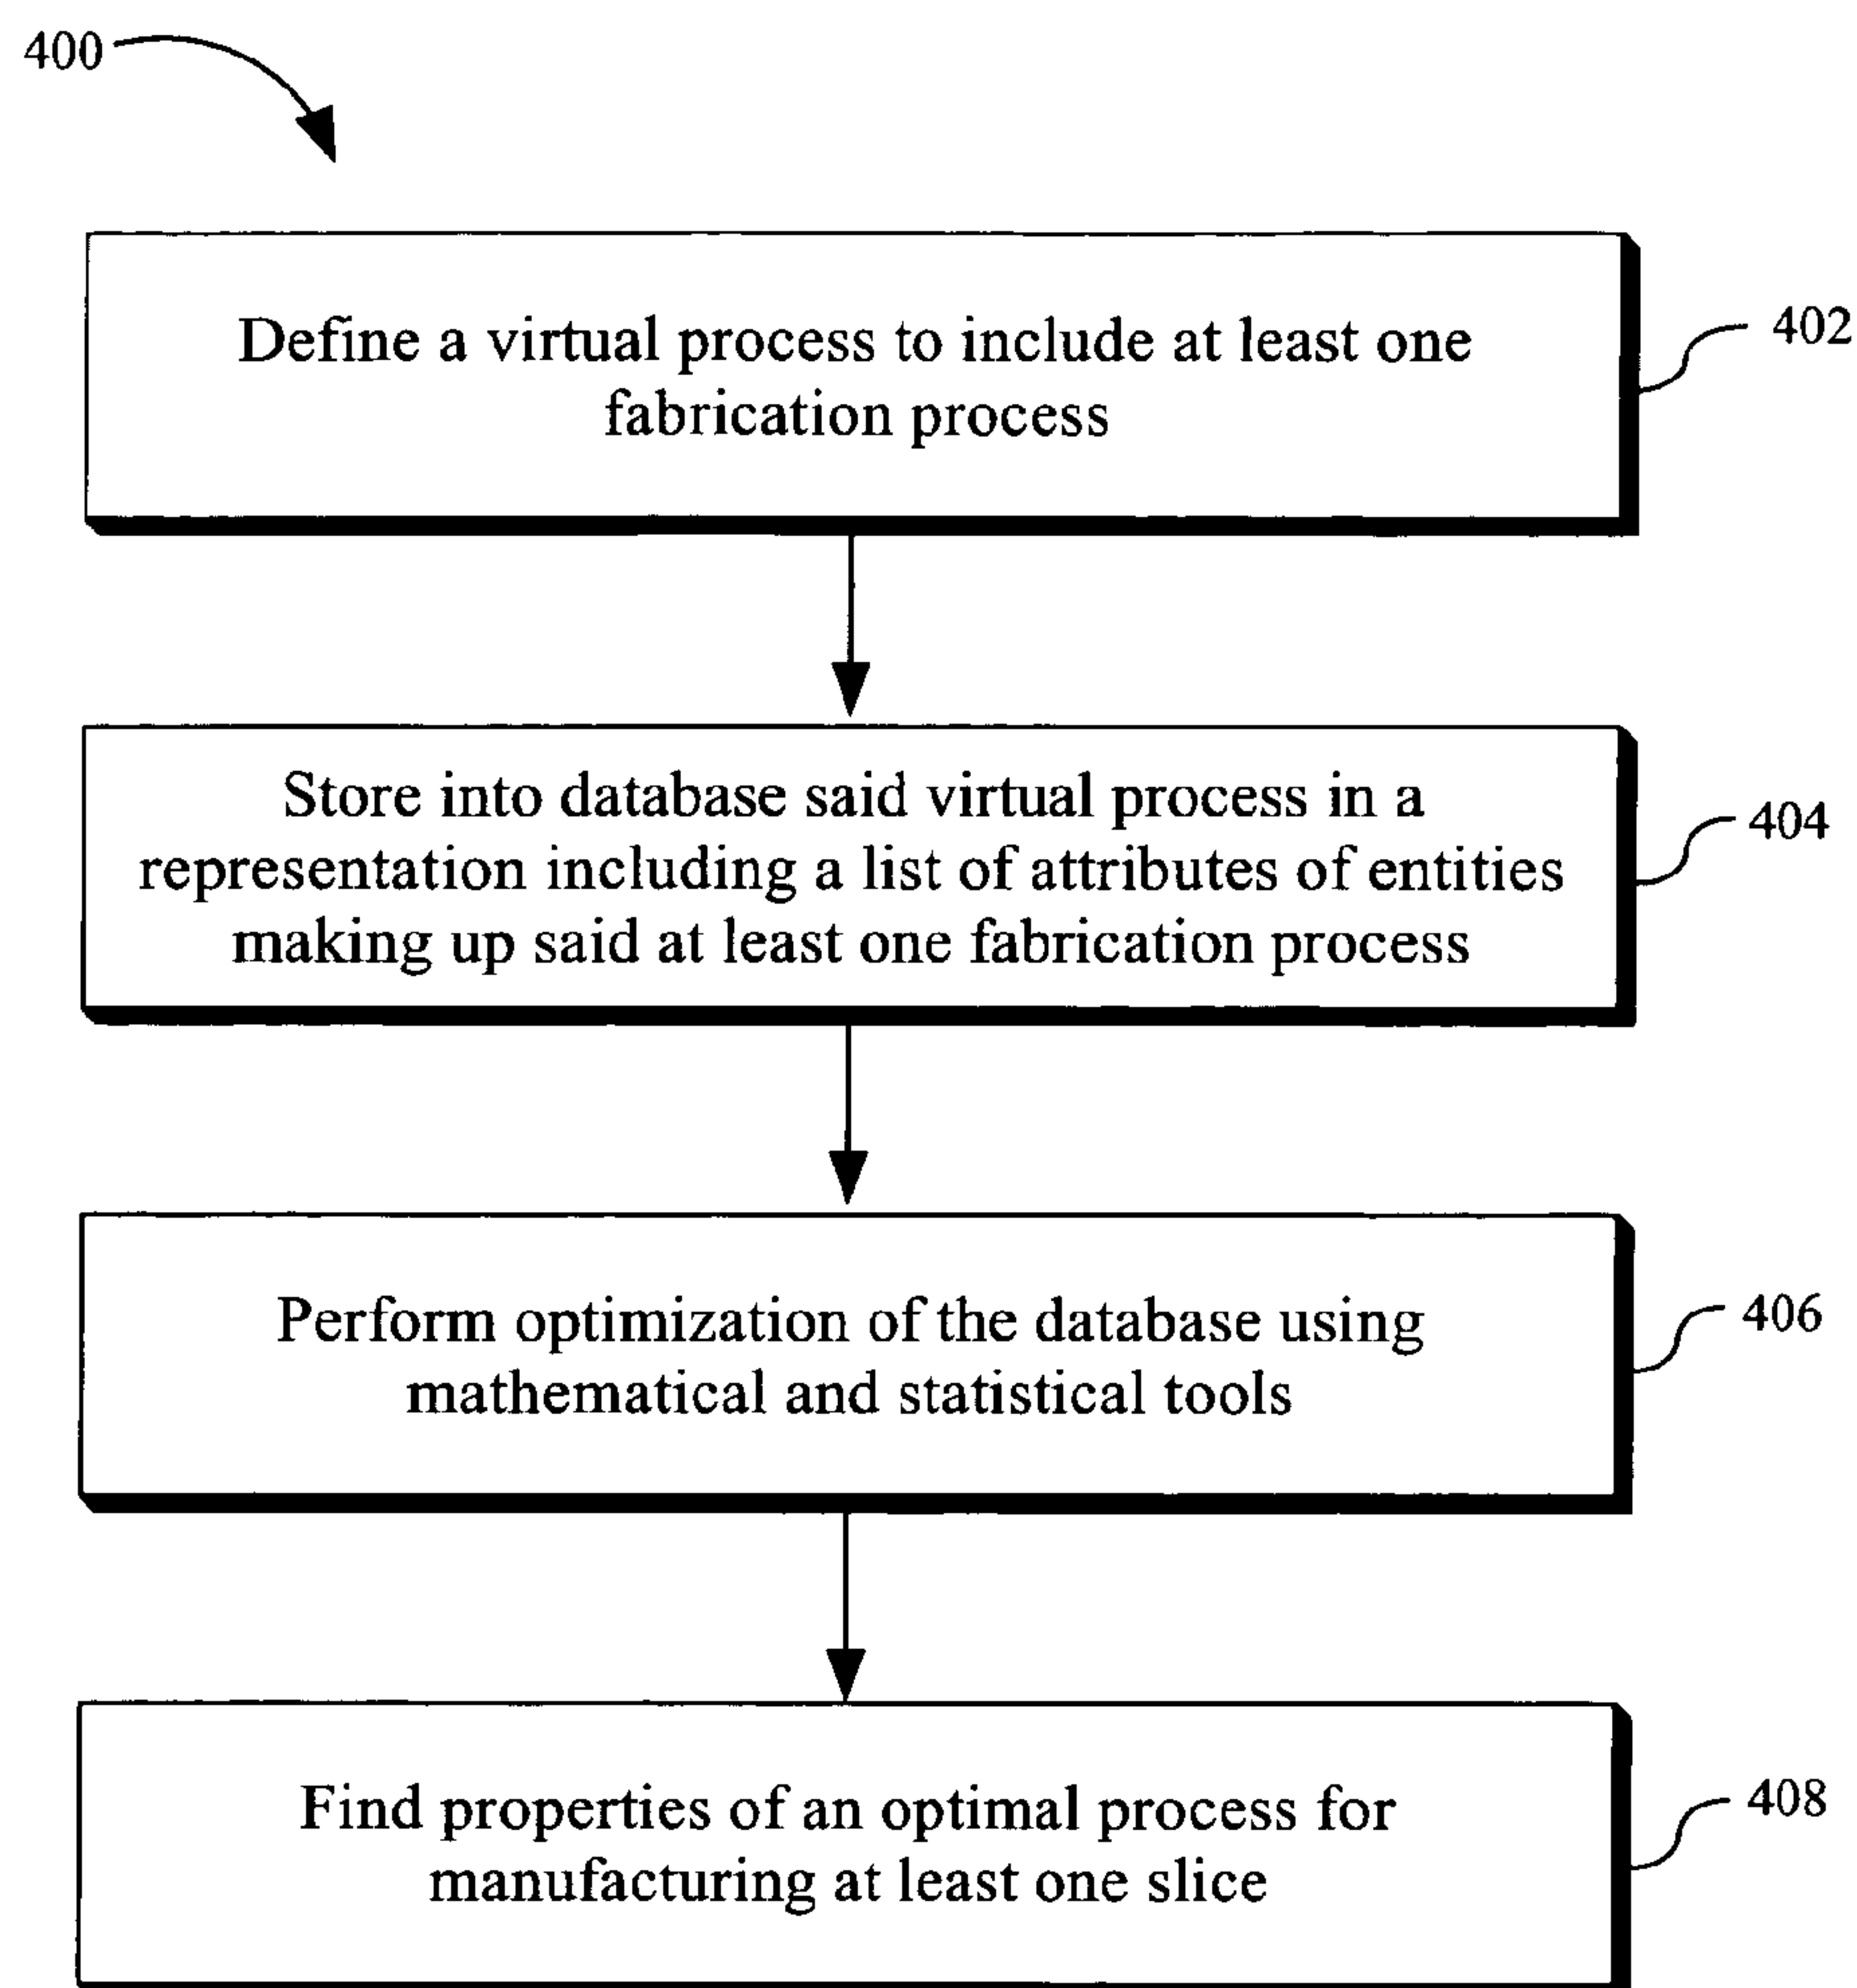 400
Define a virtual process to include at least one
fabrication process
402
Store into database said virtual process in a
representation including a list of attributes of entities
making up said at least one fabrication process
404
Perform optimization of the database using
mathematical and statistical tools
406
Find properties of an optimal process for
manufacturing at least one slice
408